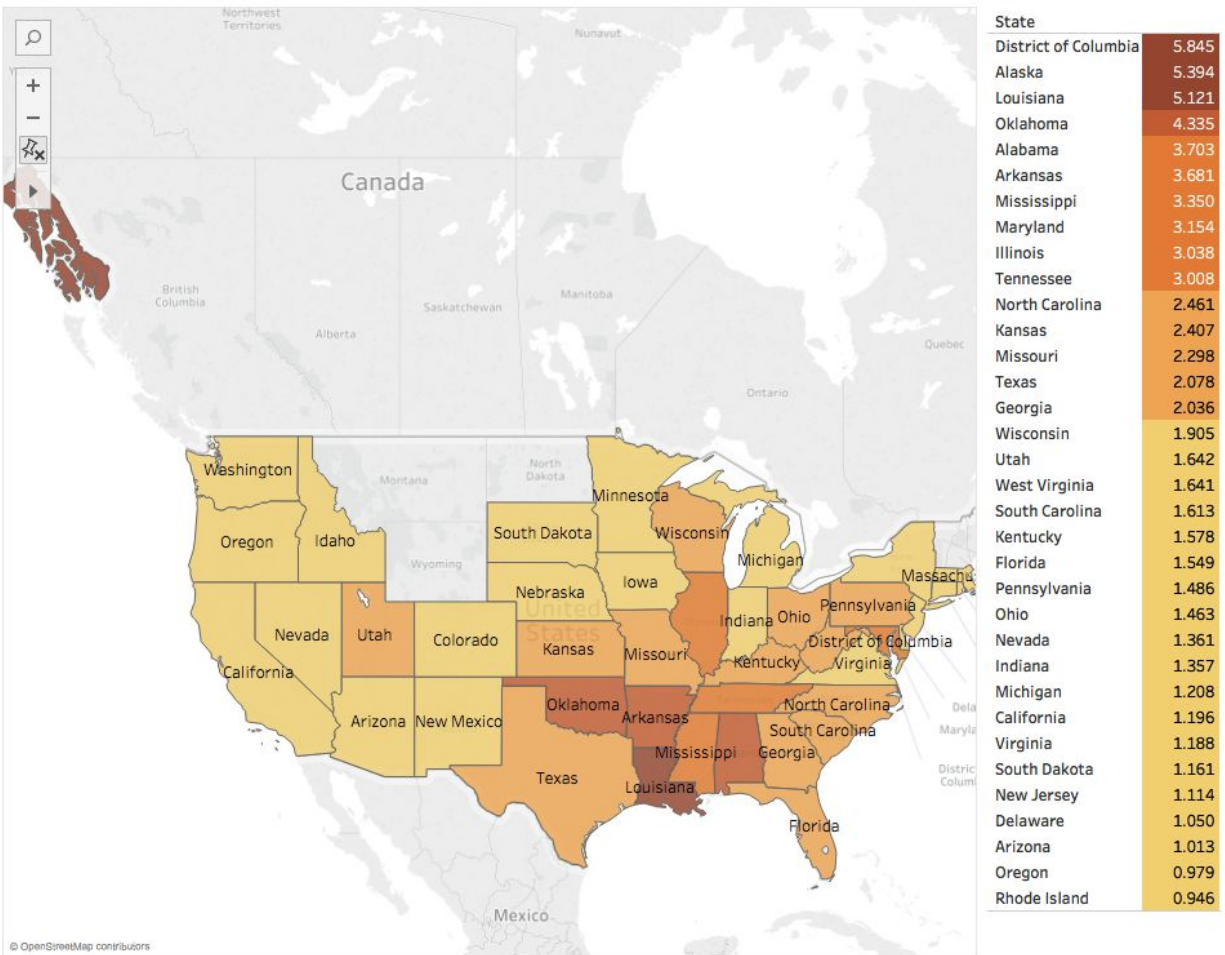 Northwest
Territories
Nunavut
Canada
British
Columbia
Alberta
Saskatchewan
Manitoba
Ontario
Quebec
Washington
Montana
North
Dakota
Minnesota
Oregon
Idaho
South Dakota
Wisconsin
Michigan
Wyoming
Nebraska
Iowa
Massachu
United
States
Nevada
Utah
Colorado
Kansas
Missouri
Indiana
Ohio
Pennsylvania
District of Columbia
Kentucky
Virginia
California
Arizona
New Mexico
Oklahoma
Arkansas
North Carolina
South Carolina
Dela
Maryla
Mississippi
Georgia
Texas
Louisiana
Distric
Colum
Florida
Mexico
© OpenStreetMap contributors
State
District of Columbia 5.845
Alaska 5.394
Louisiana 5.121
Oklahoma 4.335
Alabama 3.703
Arkansas 3.681
Mississippi 3.350
Maryland 3.154
Illinois 3.038
Tennessee 3.008
North Carolina 2.461
Kansas 2.407
Missouri 2.298
Texas 2.078
Georgia 2.036
Wisconsin 1.905
Utah 1.642
West Virginia 1.641
South Carolina 1.613
Kentucky 1.578
Florida 1.549
Pennsylvania 1.486
Ohio 1.463
Nevada 1.361
Indiana 1.357
Michigan 1.208
California 1.196
Virginia 1.188
South Dakota 1.161
New Jersey 1.114
Delaware 1.050
Arizona 1.013
Oregon 0.979
Rhode Island 0.946